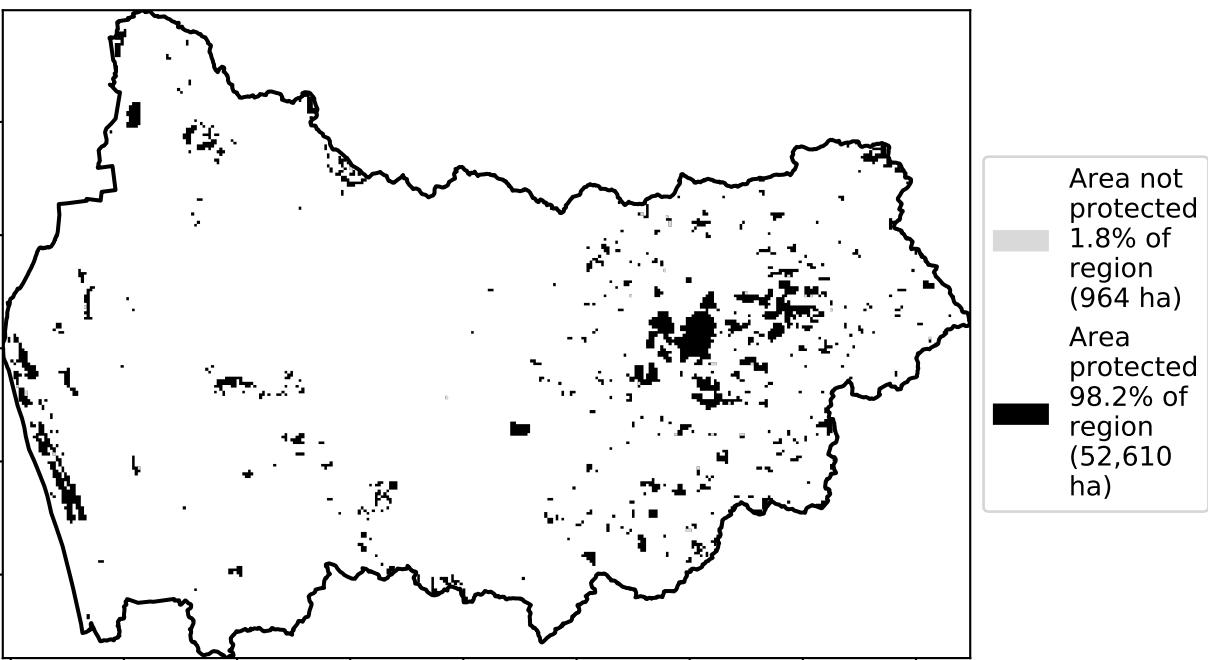 Area not
protected
1.8% of
region
(964 ha)
Area
protected
98.2% of
region
(52,610
ha)